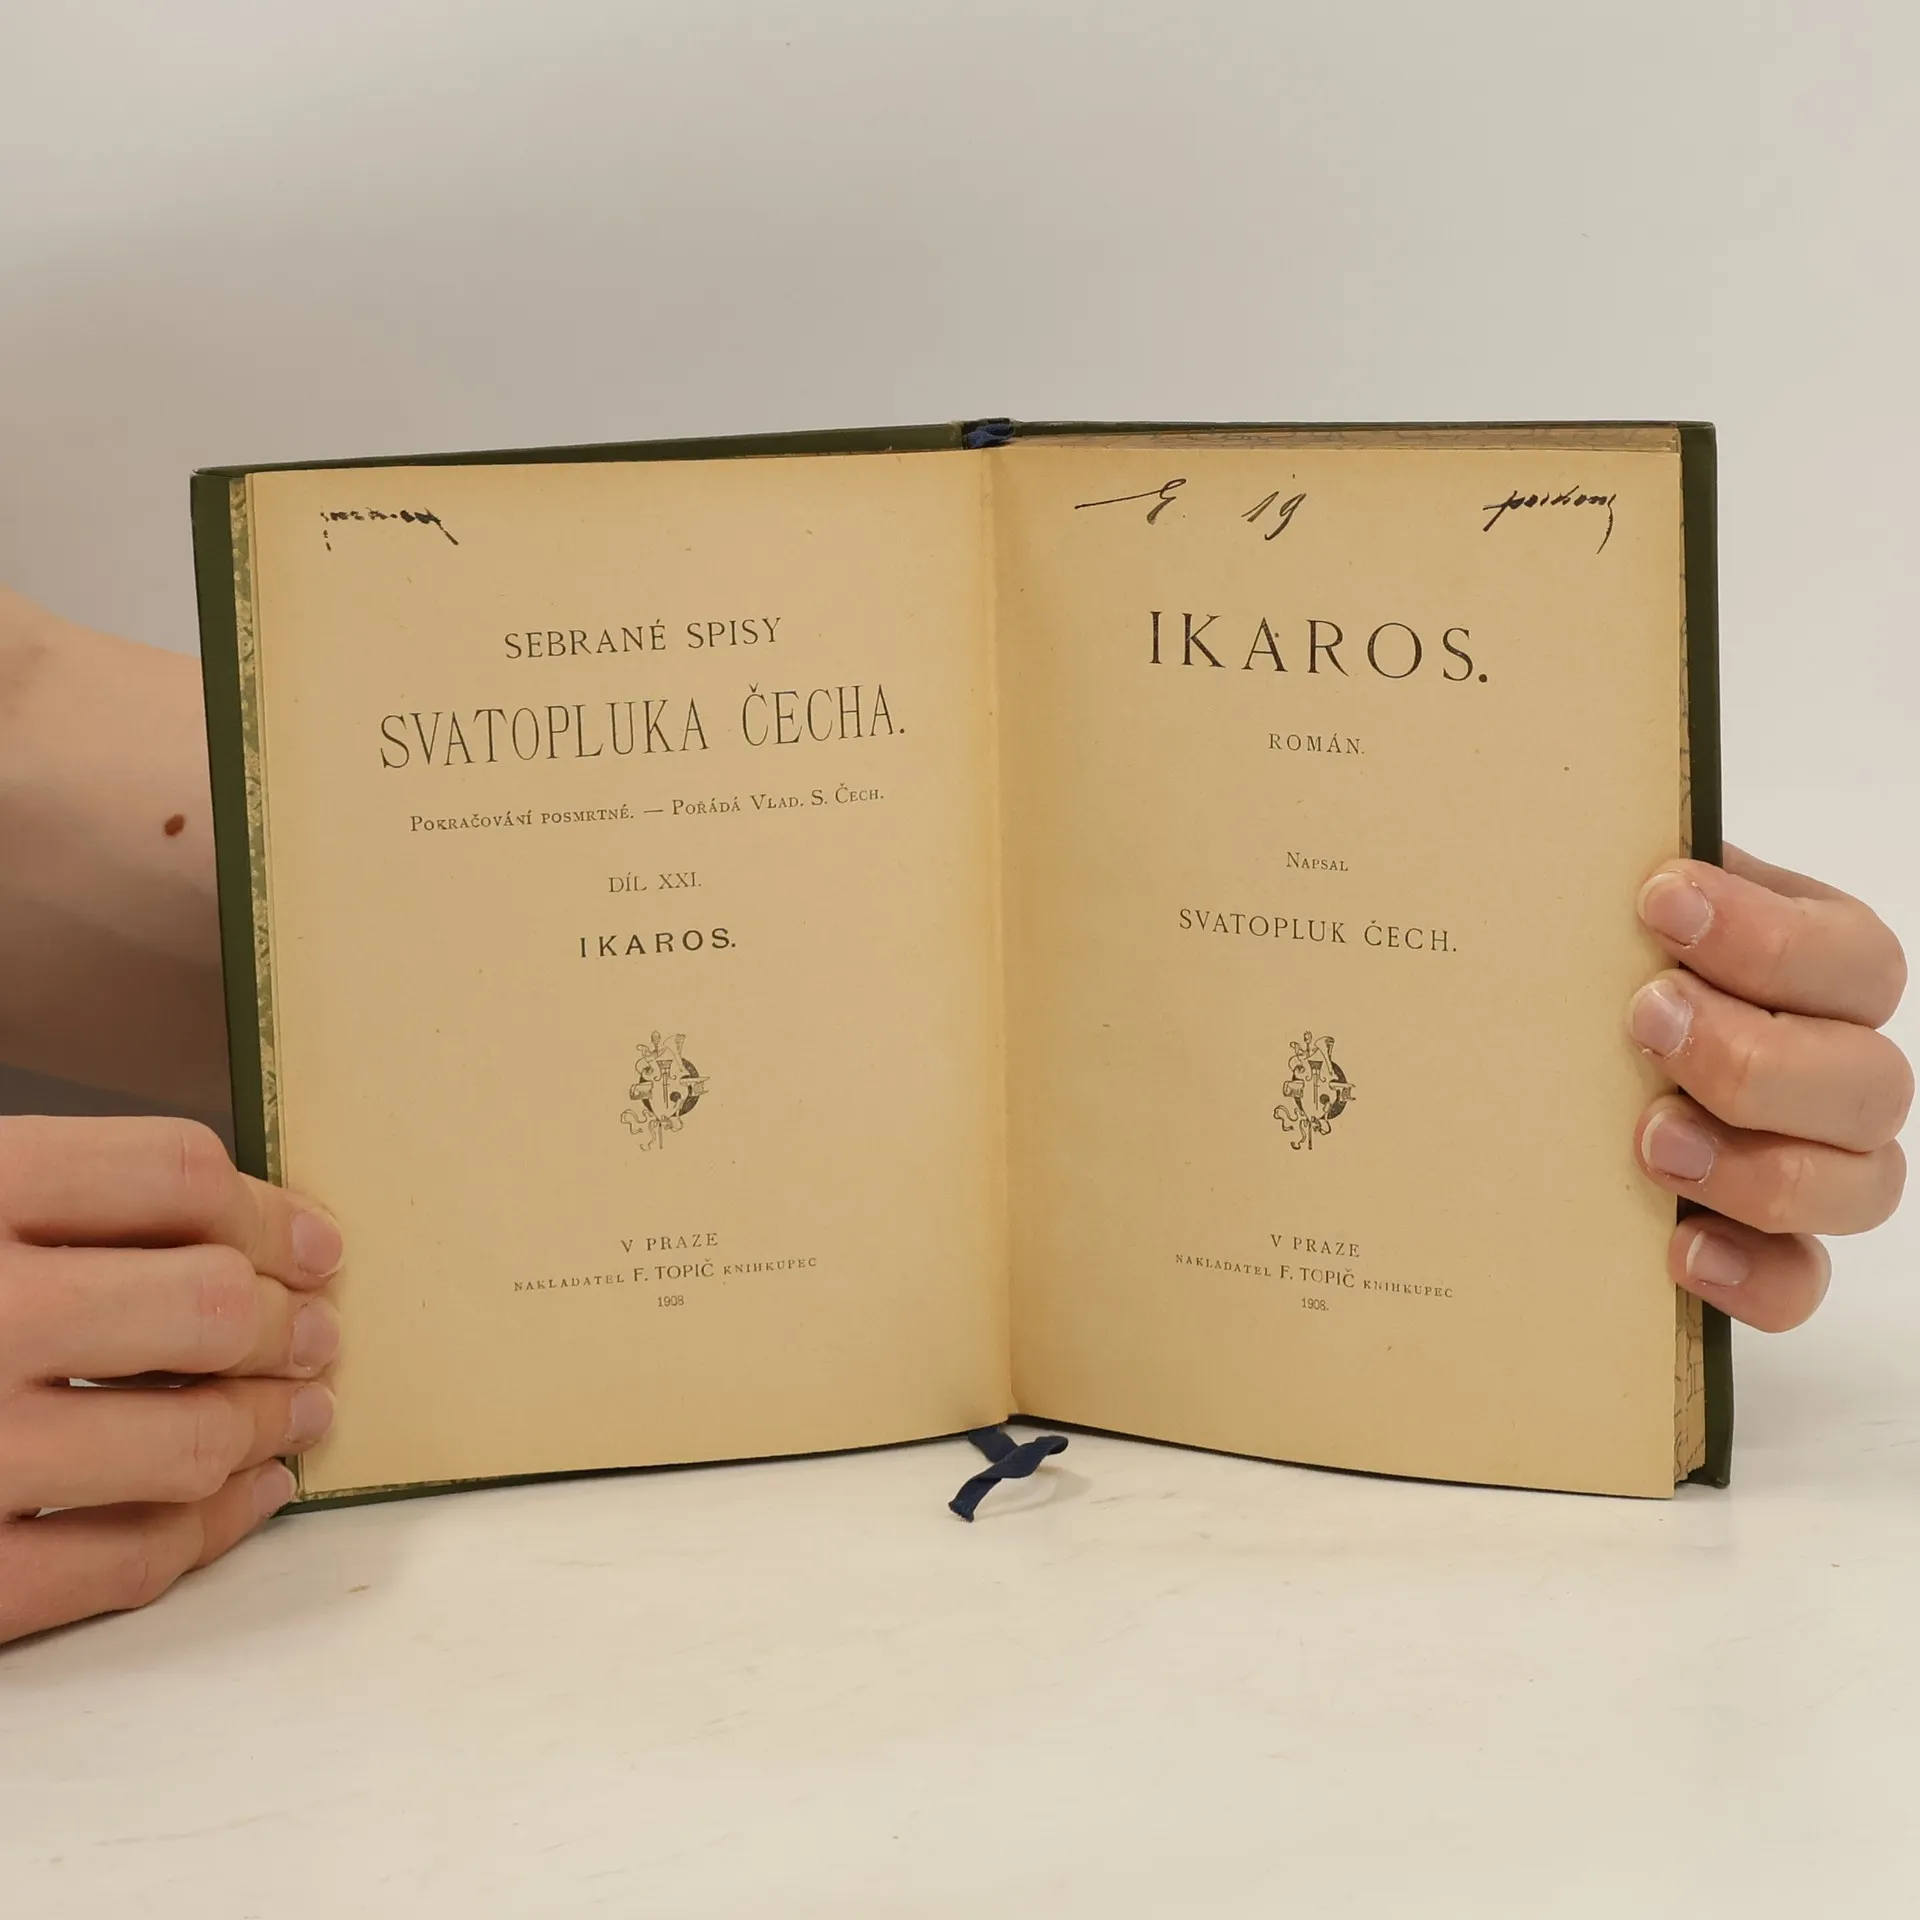 SEBRANÉ SPISY
SVATOPLUKA ČECHA.
POKRAČOVÁNÍ POSMRTNÉ. — POŘÁDÁ VLAD. S. ČECH.
DÍL XXI.
IKAROS.
V PRAZE
NAKLADATEL F. TOPIČ KNIHKUPEC
1908
E. 19
IKAROS.
ROMÁN.
NAPSAL
SVATOPLUK ČECH.
V PRAZE
NAKLADATEL F. TOPIČ KNIHKUPEC
1908.